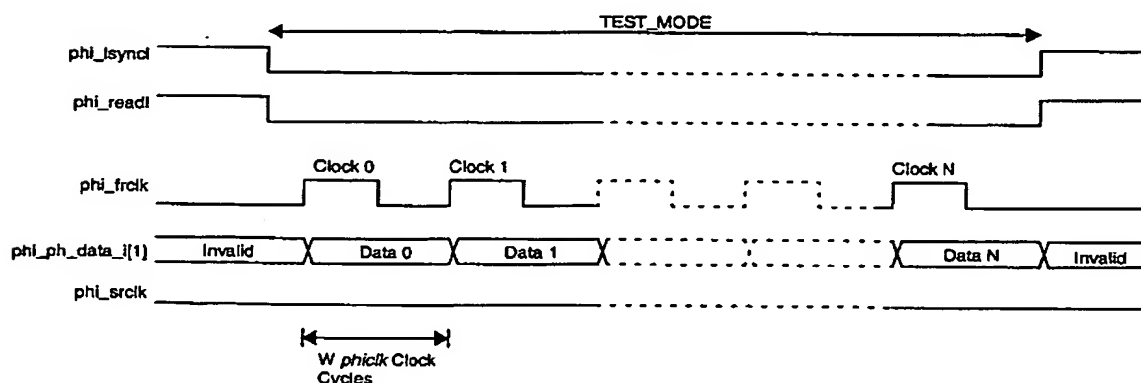 TEST_MODE
phi_lsyncl
phi_readl
Clock 0 Clock 1 Clock N
phi_frclk
phi_ph_data_i[1] Invalid Data 0 Data 1 Data N Invalid
phi_srclk
W phiclk Clock
Cycles